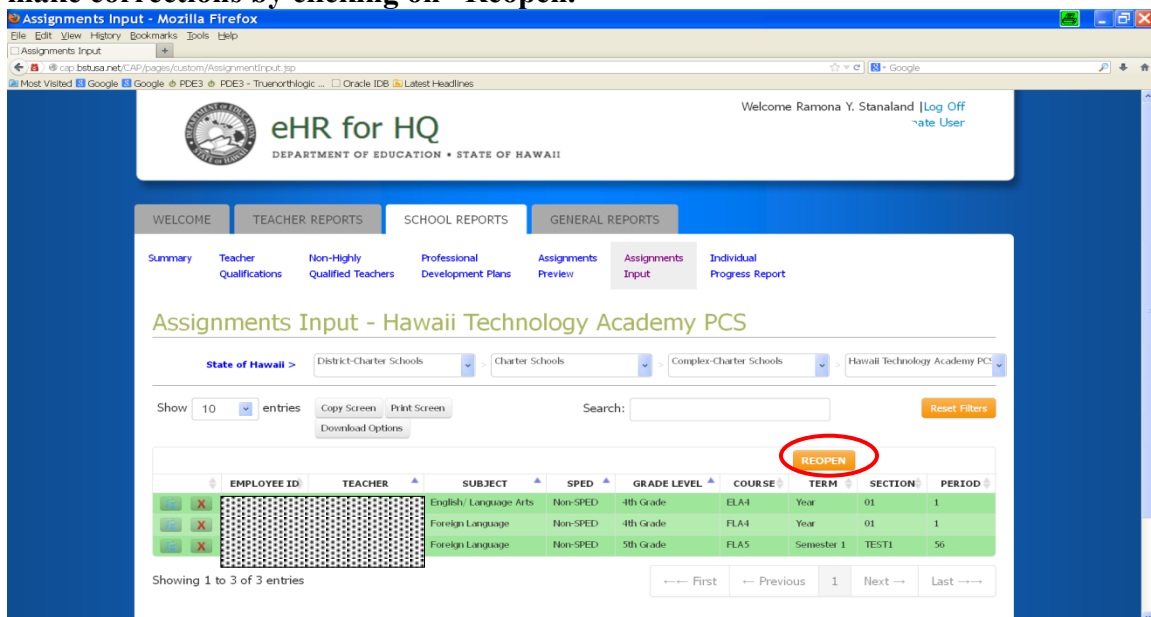 make corrections by clicking on "Reopen."
Assignments Input - Mozilla Firefox
File Edit View History Bookmarks Tools Help
Assignments Input +
cap.bstusa.net/CAP/pages/custom/AssignmentInput.jsp Google
Most Visited Google Google PDE3 PDE3 - Truenorthlogic ... Oracle IDB Latest Headlines
STATE OF HAWAII
eHR for HQ
DEPARTMENT OF EDUCATION • STATE OF HAWAII
Welcome Ramona Y. Stanaland |Log Off
ate User
WELCOME TEACHER REPORTS SCHOOL REPORTS GENERAL REPORTS
Summary Teacher Non-Highly Professional Assignments Assignments Individual
Qualifications Qualified Teachers Development Plans Preview Input Progress Report
Assignments Input - Hawaii Technology Academy PCS
State of Hawaii > District-Charter Schools > Charter Schools > Complex-Charter Schools > Hawaii Technology Academy PCS
Show 10 entries Copy Screen Print Screen Search: Reset Filters
Download Options
REOPEN
EMPLOYEE ID TEACHER SUBJECT SPED GRADE LEVEL COURSE TERM SECTION PERIOD
X English/ Language Arts Non-SPED 4th Grade ELA4 Year 01 1
X Foreign Language Non-SPED 4th Grade FLA4 Year 01 1
X Foreign Language Non-SPED 5th Grade FLA5 Semester 1 TEST1 56
Showing 1 to 3 of 3 entries ←← First ← Previous 1 Next → Last →→